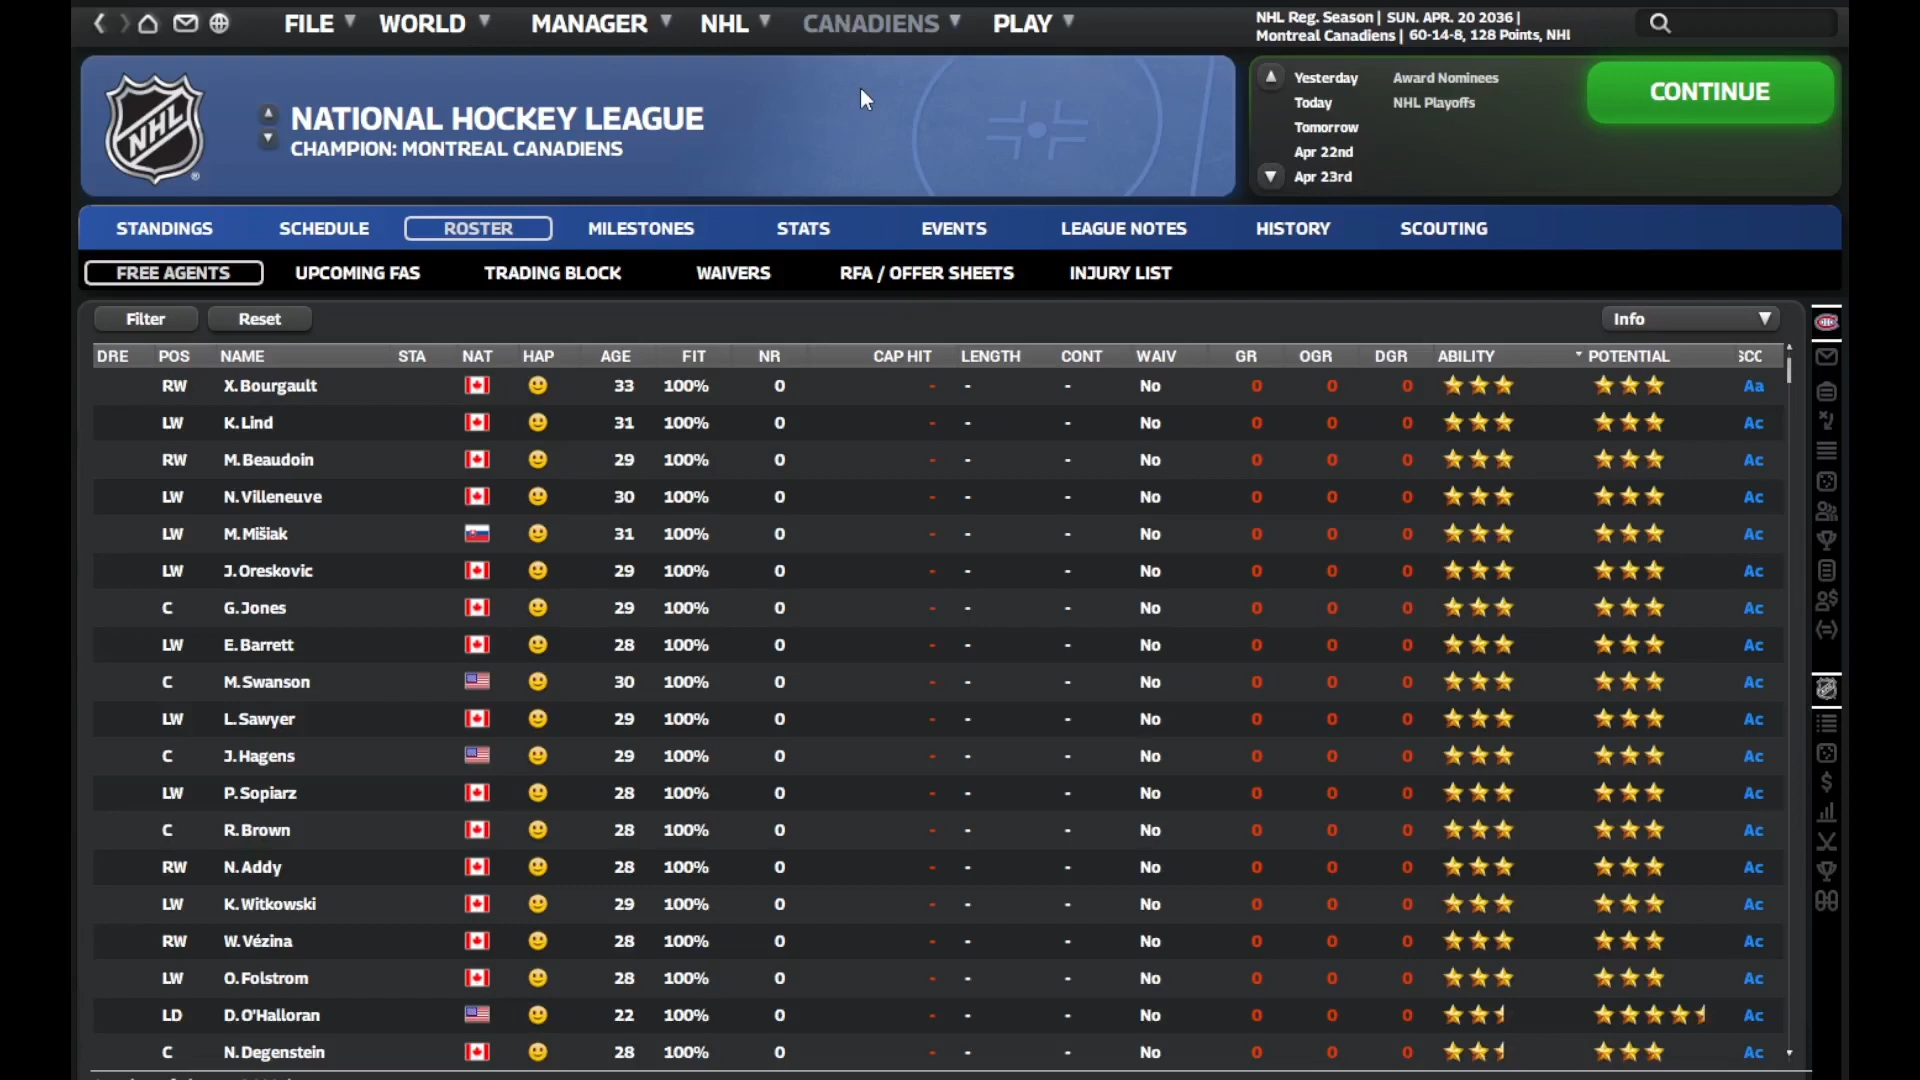 FILE WORLD MANAGER NHL CANADIENS PLAY
NHL Reg. Season | SUN. APR. 20 2036 |
Montreal Canadiens | 60-14-8, 128 Points, NHL
NHL
NATIONAL HOCKEY LEAGUE
CHAMPION: MONTREAL CANADIENS
Yesterday Award Nominees
Today NHL Playoffs
Tomorrow
Apr 22nd
Apr 23rd
CONTINUE
STANDINGS SCHEDULE ROSTER MILESTONES STATS EVENTS LEAGUE NOTES HISTORY SCOUTING
FREE AGENTS UPCOMING FAS TRADING BLOCK WAIVERS RFA / OFFER SHEETS INJURY LIST
Filter Reset Info
DRE POS NAME STA NAT HAP AGE FIT NR CAP HIT LENGTH CONT WAIV GR OGR DGR ABILITY POTENTIAL
RW X. Bourgault 33 100% 0 - - - No 0 0 0 Aa
LW K. Lind 31 100% 0 - - - No 0 0 0 Ac
RW M. Beaudoin 29 100% 0 - - - No 0 0 0 Ac
LW N. Villeneuve 30 100% 0 - - - No 0 0 0 Ac
LW M. Mišiak 31 100% 0 - - - No 0 0 0 Ac
LW J. Oreskovic 29 100% 0 - - - No 0 0 0 Ac
C G. Jones 29 100% 0 - - - No 0 0 0 Ac
LW E. Barrett 28 100% 0 - - - No 0 0 0 Ac
C M. Swanson 30 100% 0 - - - No 0 0 0 Ac
LW L. Sawyer 29 100% 0 - - - No 0 0 0 Ac
C J. Hagens 29 100% 0 - - - No 0 0 0 Ac
LW P. Sopiarz 28 100% 0 - - - No 0 0 0 Ac
C R. Brown 28 100% 0 - - - No 0 0 0 Ac
RW N. Addy 28 100% 0 - - - No 0 0 0 Ac
LW K. Witkowski 29 100% 0 - - - No 0 0 0 Ac
RW W. Vézina 28 100% 0 - - - No 0 0 0 Ac
LW O. Folstrom 28 100% 0 - - - No 0 0 0 Ac
LD D. O'Halloran 22 100% 0 - - - No 0 0 0 Ac
C N. Degenstein 28 100% 0 - - - No 0 0 0 Ac